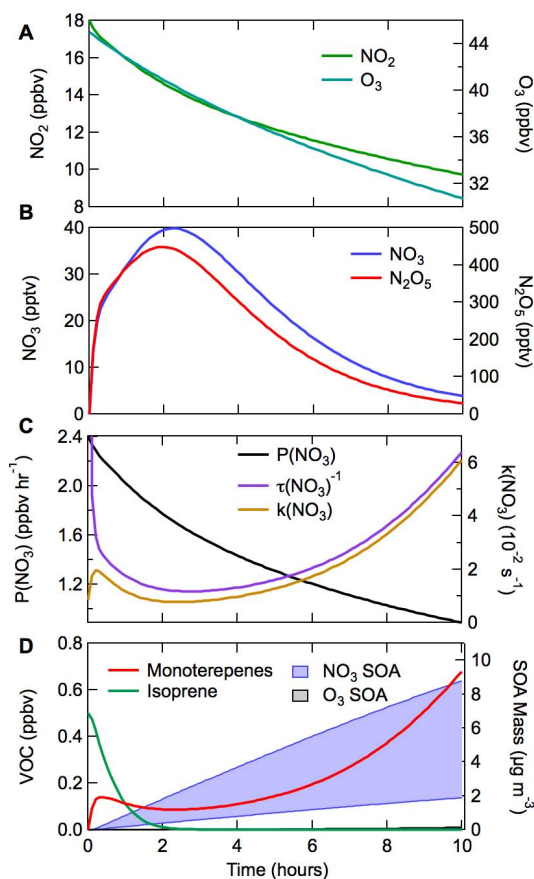 A
18
16
14
12
10
8
NO2 (ppbv)
NO2
O3
44
40
36
32
O3 (ppbv)
B
40
30
20
10
0
NO3 (pptv)
NO3
N2O5
500
400
300
200
100
0
N2O5 (pptv)
C
2.4
2.0
1.6
1.2
P(NO3) (ppbv hr-1)
P(NO3)
τ(NO3)-1
k(NO3)
6
4
2
0
k(NO3) (10-2 s-1)
D
0.8
0.6
0.4
0.2
0.0
VOC (ppbv)
Monoterepenes
Isoprene
NO3 SOA
O3 SOA
10
8
6
4
2
0
SOA Mass (µg m-3)
0 2 4 6 8 10
Time (hours)